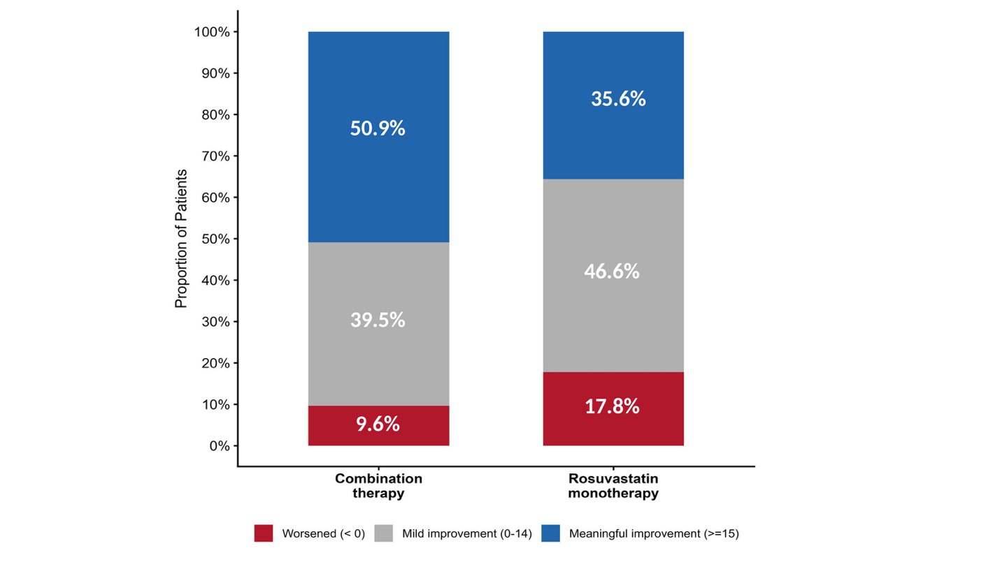 100%
90%
80%
70%
60%
50%
40%
30%
20%
10%
0%
Proportion of Patients
50.9%
39.5%
9.6%
35.6%
46.6%
17.8%
Combination
therapy
Rosuvastatin
monotherapy
Worsened (< 0) Mild improvement (0-14) Meaningful improvement (>=15)